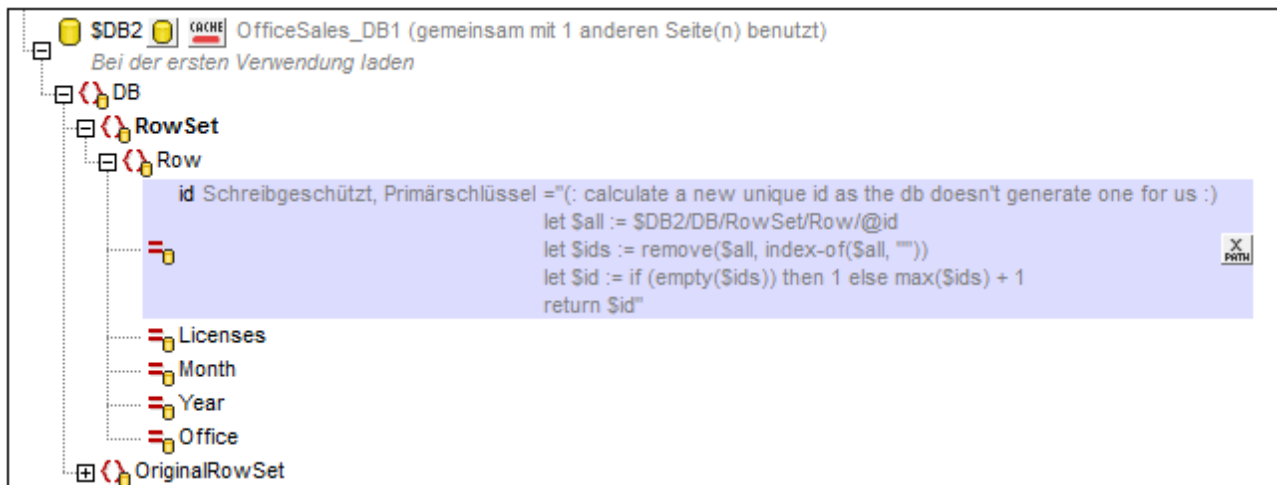 $DB2 CACHE OfficeSales_DB1 (gemeinsam mit 1 anderen Seite(n) benutzt)
Bei der ersten Verwendung laden
DB
RowSet
Row
id Schreibgeschützt, Primärschlüssel ="(: calculate a new unique id as the db doesn't generate one for us :)
let $all := $DB2/DB/RowSet/Row/@id
let $ids := remove($all, index-of($all, ""))
let $id := if (empty($ids)) then 1 else max($ids) + 1
return $id"
X PATH
Licenses
Month
Year
Office
OriginalRowSet